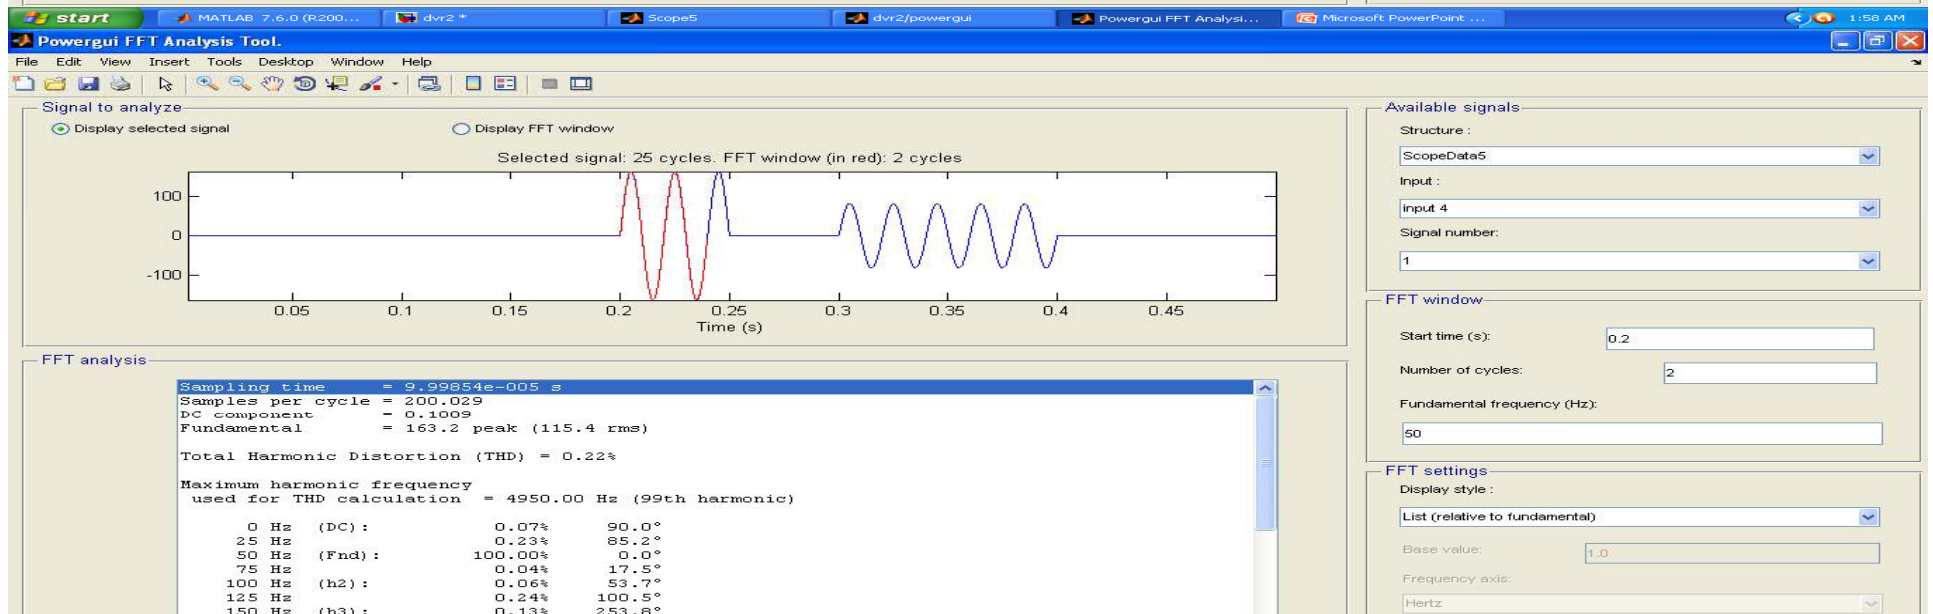 start
MATLAB 7.6.0 (R200...
dvr2 *
Scope5
dvr2/powergui
Powergui FFT Analysi...
Microsoft PowerPoint ...
1:58 AM
Powergui FFT Analysis Tool.
File Edit View Insert Tools Desktop Window Help
Signal to analyze
Display selected signal
Display FFT window
Selected signal: 25 cycles. FFT window (in red): 2 cycles
100
0
-100
0.05 0.1 0.15 0.2 0.25 0.3 0.35 0.4 0.45
Time (s)
FFT analysis
Sampling time = 9.99854e-005 s
Samples per cycle = 200.029
DC component = 0.1009
Fundamental = 163.2 peak (115.4 rms)
Total Harmonic Distortion (THD) = 0.22%
Maximum harmonic frequency
used for THD calculation = 4950.00 Hz (99th harmonic)
0 Hz (DC): 0.07% 90.0°
25 Hz 0.23% 85.2°
50 Hz (Fnd): 100.00% 0.0°
75 Hz 0.04% 17.5°
100 Hz (h2): 0.06% 53.7°
125 Hz 0.24% 100.5°
150 Hz (h3): 0.13% 253.8°
Available signals
Structure :
ScopeData5
Input :
input 4
Signal number:
1
FFT window
Start time (s): 0.2
Number of cycles: 2
Fundamental frequency (Hz):
50
FFT settings
Display style :
List (relative to fundamental)
Base value: 1.0
Frequency axis:
Hertz